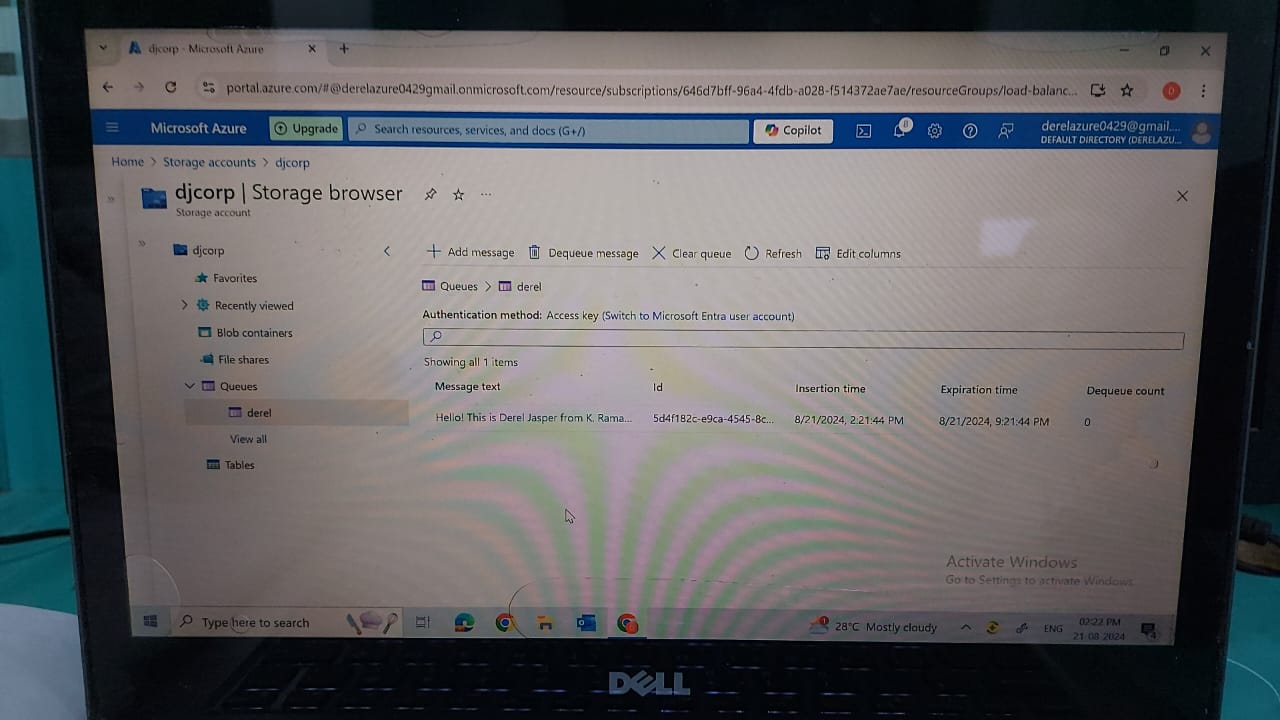 djcorp - Microsoft Azure
portal.azure.com/#@derelazure0429gmail.onmicrosoft.com/resource/subscriptions/646d7bff-96a4-4fdb-a028-f514372ae7ae/resourceGroups/load-balanc...
Microsoft Azure Upgrade Search resources, services, and docs (G+/) Copilot 8 derelazure0429@gmail....
DEFAULT DIRECTORY (DERELAZU...
Home > Storage accounts > djcorp
djcorp | Storage browser ...
Storage account
djcorp
Favorites
Recently viewed
Blob containers
File shares
Queues
derel
View all
Tables
Add message Dequeue message Clear queue Refresh Edit columns
Queues > derel
Authentication method: Access key (Switch to Microsoft Entra user account)
Showing all 1 items
Message text Id Insertion time Expiration time Dequeue count
Hello! This is Derel Jasper from K. Rama... 5d4f182c-e9ca-4545-8c... 8/21/2024, 2:21:44 PM 8/21/2024, 9:21:44 PM 0
Activate Windows
Go to Settings to activate Windows.
Type here to search
28°C Mostly cloudy ENG 02:22 PM
21-08-2024
4
DELL